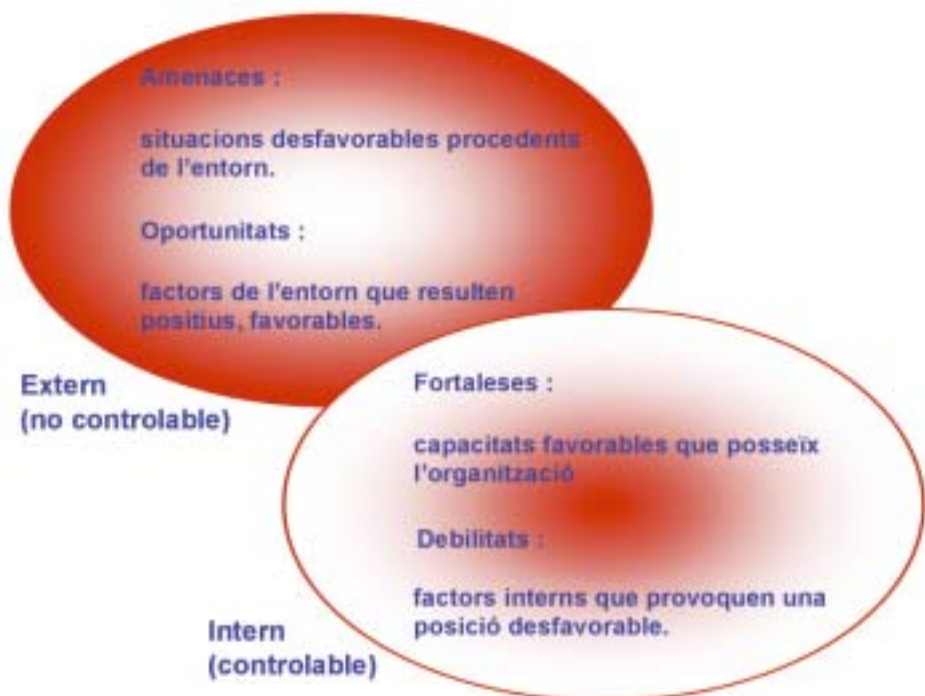 Amenaces :
situacions desfavorables procedents
de l'entorn.
Oportunitats :
factors de l'entorn que resulten
positius, favorables.
Extern
(no controlable)
Fortaleses :
capacitats favorables que posseïx
l'organització
Debilitats :
factors interns que provoquen una
posició desfavorable.
Intern
(controlable)